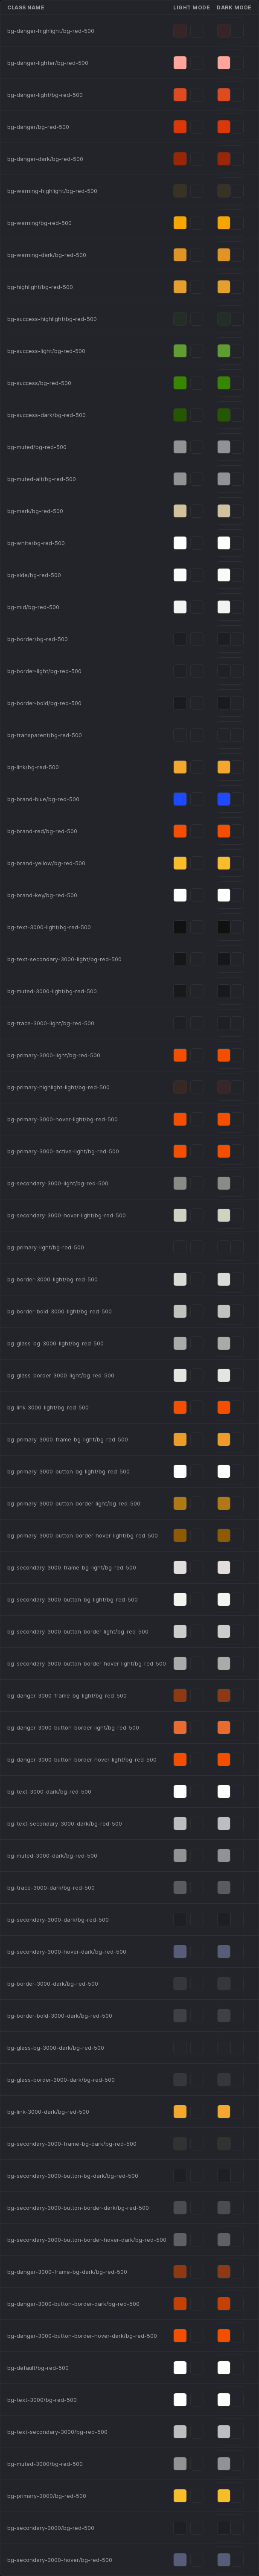 CLASS NAME LIGHT MODE DARK MODE
bg-danger-highlight/bg-red-500
bg-danger-lighter/bg-red-500
bg-danger-light/bg-red-500
bg-danger/bg-red-500
bg-danger-dark/bg-red-500
bg-warning-highlight/bg-red-500
bg-warning/bg-red-500
bg-warning-dark/bg-red-500
bg-highlight/bg-red-500
bg-success-highlight/bg-red-500
bg-success-light/bg-red-500
bg-success/bg-red-500
bg-success-dark/bg-red-500
bg-muted/bg-red-500
bg-muted-alt/bg-red-500
bg-mark/bg-red-500
bg-white/bg-red-500
bg-side/bg-red-500
bg-mid/bg-red-500
bg-border/bg-red-500
bg-border-light/bg-red-500
bg-border-bold/bg-red-500
bg-transparent/bg-red-500
bg-link/bg-red-500
bg-brand-blue/bg-red-500
bg-brand-red/bg-red-500
bg-brand-yellow/bg-red-500
bg-brand-key/bg-red-500
bg-text-3000-light/bg-red-500
bg-text-secondary-3000-light/bg-red-500
bg-muted-3000-light/bg-red-500
bg-trace-3000-light/bg-red-500
bg-primary-3000-light/bg-red-500
bg-primary-highlight-light/bg-red-500
bg-primary-3000-hover-light/bg-red-500
bg-primary-3000-active-light/bg-red-500
bg-secondary-3000-light/bg-red-500
bg-secondary-3000-hover-light/bg-red-500
bg-primary-light/bg-red-500
bg-border-3000-light/bg-red-500
bg-border-bold-3000-light/bg-red-500
bg-glass-bg-3000-light/bg-red-500
bg-glass-border-3000-light/bg-red-500
bg-link-3000-light/bg-red-500
bg-primary-3000-frame-bg-light/bg-red-500
bg-primary-3000-button-bg-light/bg-red-500
bg-primary-3000-button-border-light/bg-red-500
bg-primary-3000-button-border-hover-light/bg-red-500
bg-secondary-3000-frame-bg-light/bg-red-500
bg-secondary-3000-button-bg-light/bg-red-500
bg-secondary-3000-button-border-light/bg-red-500
bg-secondary-3000-button-border-hover-light/bg-red-500
bg-danger-3000-frame-bg-light/bg-red-500
bg-danger-3000-button-border-light/bg-red-500
bg-danger-3000-button-border-hover-light/bg-red-500
bg-text-3000-dark/bg-red-500
bg-text-secondary-3000-dark/bg-red-500
bg-muted-3000-dark/bg-red-500
bg-trace-3000-dark/bg-red-500
bg-secondary-3000-dark/bg-red-500
bg-secondary-3000-hover-dark/bg-red-500
bg-border-3000-dark/bg-red-500
bg-border-bold-3000-dark/bg-red-500
bg-glass-bg-3000-dark/bg-red-500
bg-glass-border-3000-dark/bg-red-500
bg-link-3000-dark/bg-red-500
bg-secondary-3000-frame-bg-dark/bg-red-500
bg-secondary-3000-button-bg-dark/bg-red-500
bg-secondary-3000-button-border-dark/bg-red-500
bg-secondary-3000-button-border-hover-dark/bg-red-500
bg-danger-3000-frame-bg-dark/bg-red-500
bg-danger-3000-button-border-dark/bg-red-500
bg-danger-3000-button-border-hover-dark/bg-red-500
bg-default/bg-red-500
bg-text-3000/bg-red-500
bg-text-secondary-3000/bg-red-500
bg-muted-3000/bg-red-500
bg-primary-3000/bg-red-500
bg-secondary-3000/bg-red-500
bg-secondary-3000-hover/bg-red-500